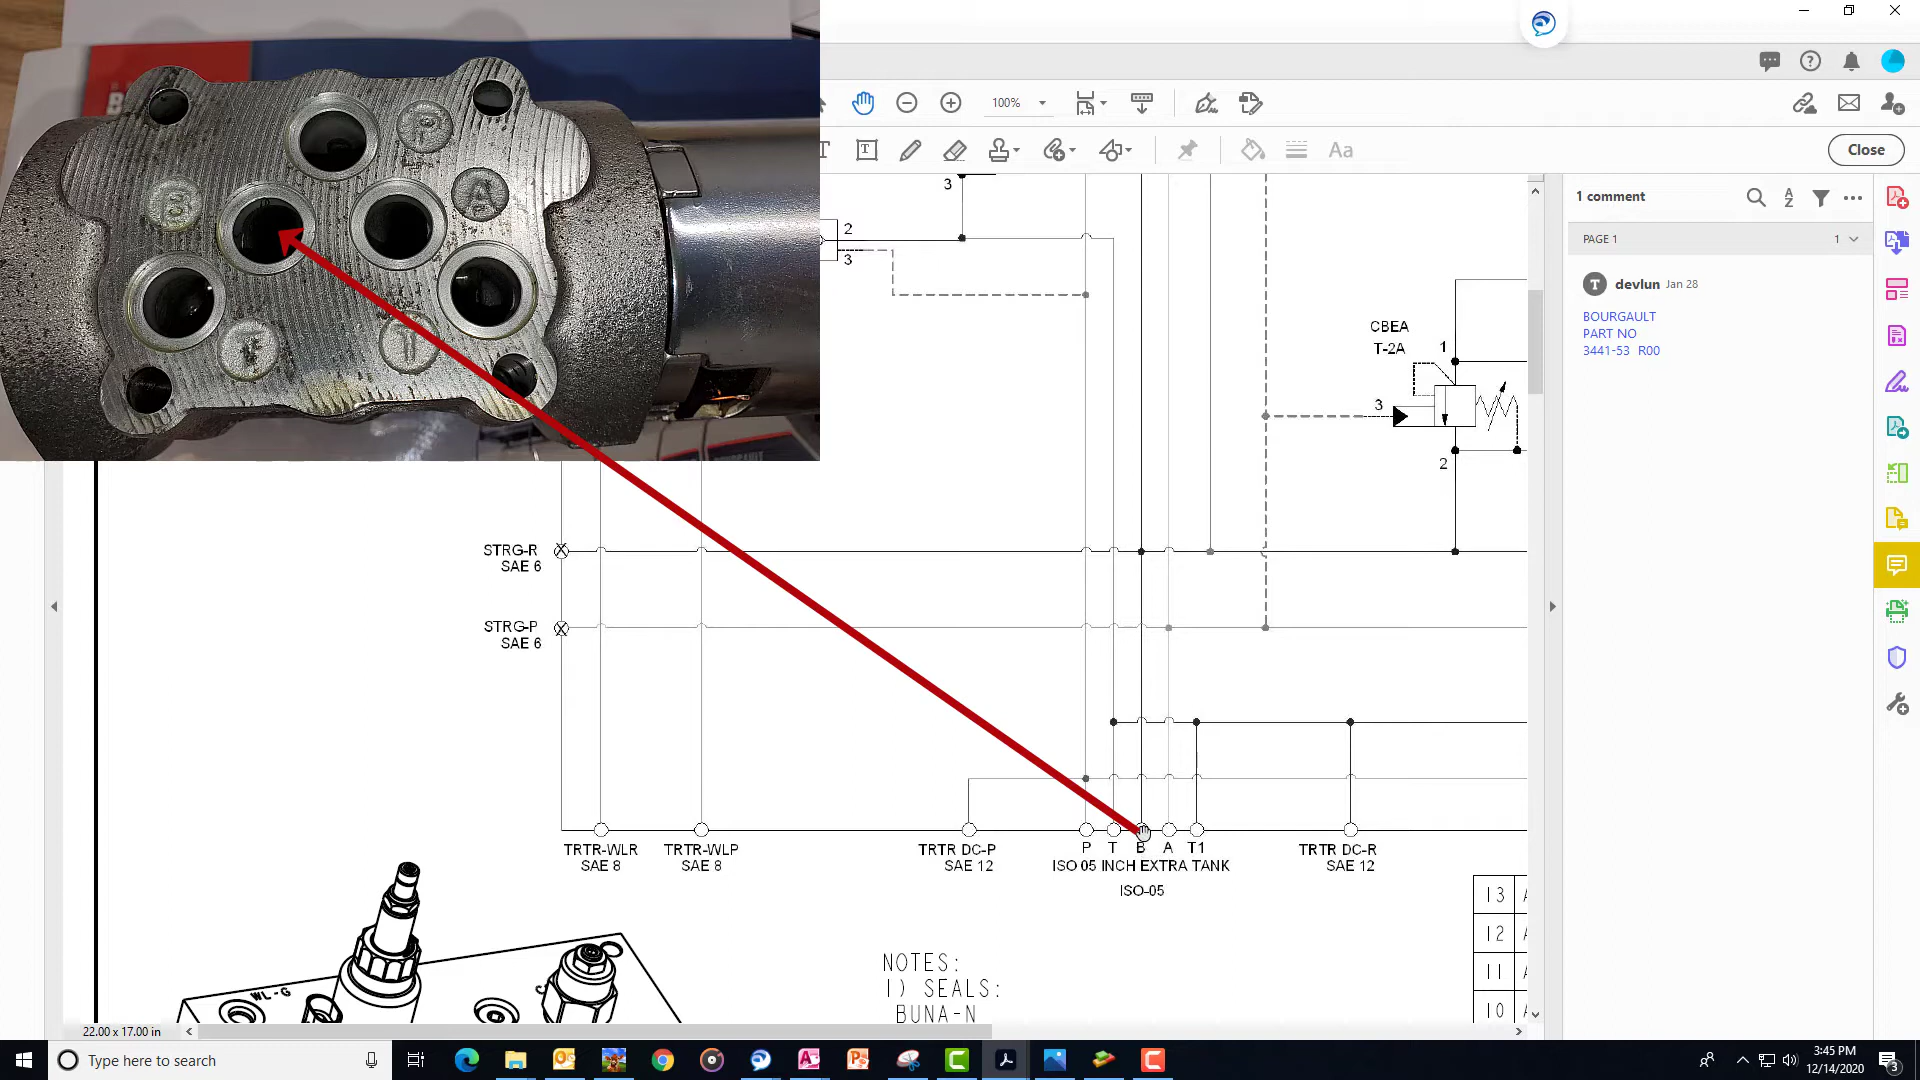 P
B
A
T
100%
T
T
Aa
Close
1 comment
A
Z
PAGE 1
1
T devlun Jan 28
BOURGAULT
PART NO
3441-53 R00
3
2
3
CBEA
T-2A
1
3
2
STRG-R
SAE 6
STRG-P
SAE 6
TRTR-WLR
SAE 8
TRTR-WLP
SAE 8
TRTR DC-P
SAE 12
P T B A T1
ISO 05 INCH EXTRA TANK
ISO-05
TRTR DC-R
SAE 12
13
12
11
10
WL-G
NOTES:
1) SEALS:
BUNA-N
22.00 x 17.00 in
Type here to search
3:45 PM
12/14/2020
3